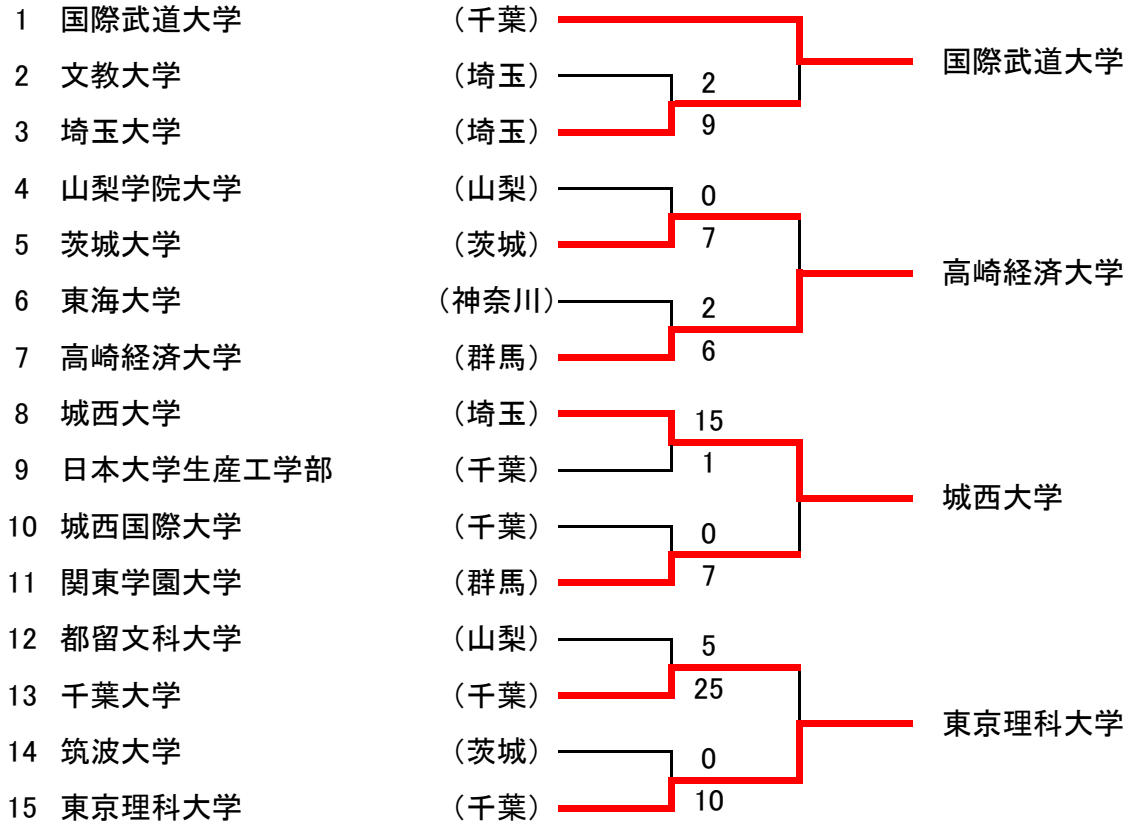 1 国際武道大学 (千葉)
国際武道大学
2 文教大学 (埼玉) 2
3 埼玉大学 (埼玉) 9
4 山梨学院大学 (山梨) 0
5 茨城大学 (茨城) 7
高崎経済大学
6 東海大学 (神奈川) 2
7 高崎経済大学 (群馬) 6
8 城西大学 (埼玉) 15
9 日本大学生産工学部 (千葉) 1
城西大学
10 城西国際大学 (千葉) 0
11 関東学園大学 (群馬) 7
12 都留文科大学 (山梨) 5
13 千葉大学 (千葉) 25
東京理科大学
14 筑波大学 (茨城) 0
15 東京理科大学 (千葉) 10